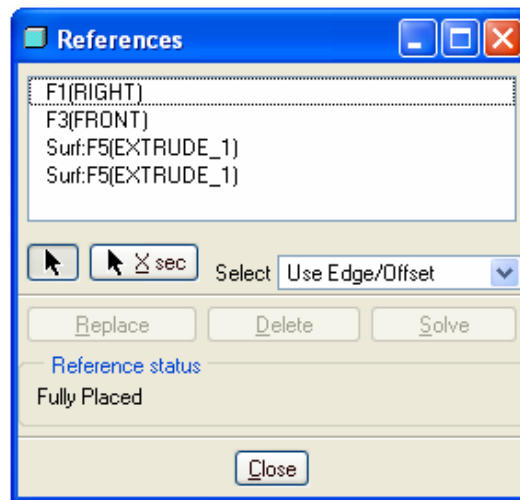 References
F1(RIGHT)
F3(FRONT)
Surf:F5(EXTRUDE_1)
Surf:F5(EXTRUDE_1)
X sec Select Use Edge/Offset
Replace Delete Solve
Reference status
Fully Placed
Close